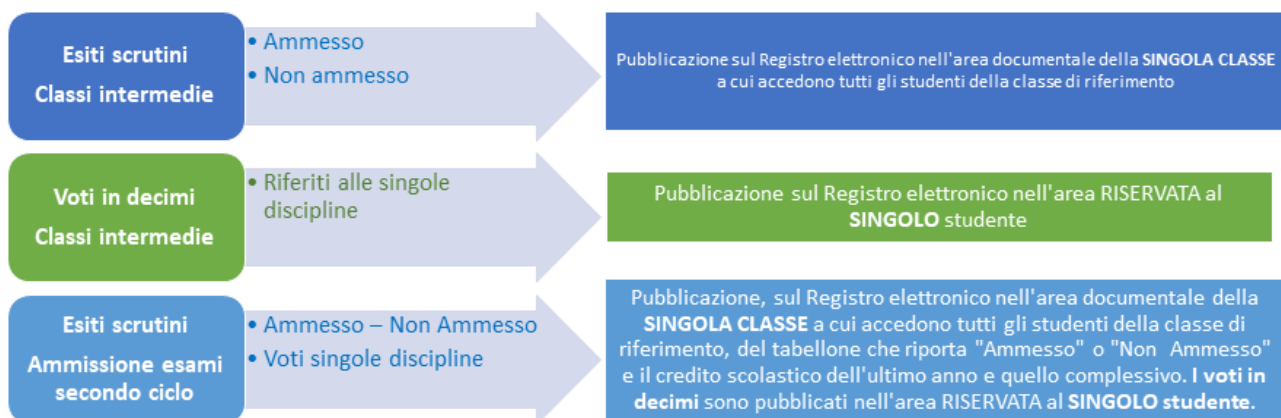 Esiti scrutini
Classi intermedie
• Ammesso
• Non ammesso
Pubblicazione sul Registro elettronico nell'area documentale della SINGOLA CLASSE
a cui accedono tutti gli studenti della classe di riferimento
Voti in decimi
Classi intermedie
• Riferiti alle singole
discipline
Pubblicazione sul Registro elettronico nell'area RISERVATA al
SINGOLO studente
Esiti scrutini
Ammissione esami
secondo ciclo
• Ammesso – Non Ammesso
• Voti singole discipline
Pubblicazione, sul Registro elettronico nell'area documentale della
SINGOLA CLASSE a cui accedono tutti gli studenti della classe di
riferimento, del tabellone che riporta "Ammesso" o "Non Ammesso"
e il credito scolastico dell'ultimo anno e quello complessivo. I voti in
decimi sono pubblicati nell'area RISERVATA al SINGOLO studente.